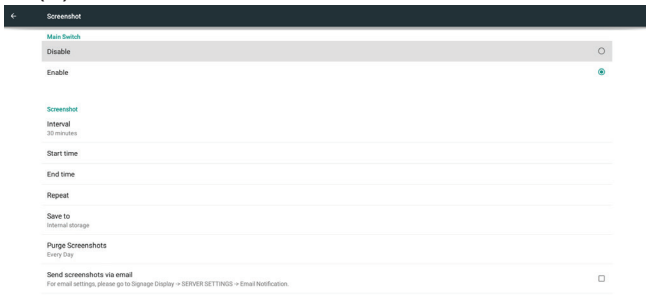 Screenshot
Main Switch
Disable
Enable
Screenshot
Interval
30 minutes
Start time
End time
Repeat
Save to
Internal storage
Purge Screenshots
Every Day
Send screenshots via email
For email settings, please go to Signage Display -> SERVER SETTINGS -> Email Notification.